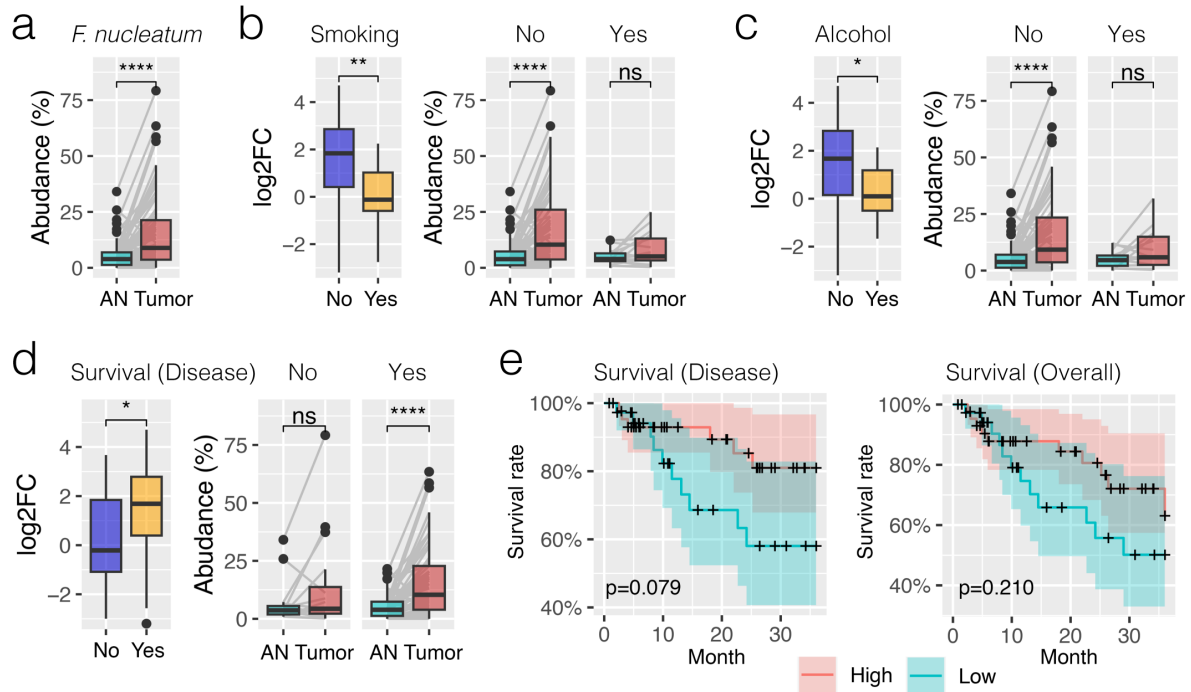 a
F. nucleatum
****
Abudance (%)
75
50
25
0
AN Tumor
b
Smoking
**
log2FC
4
2
0
−2
No Yes
No Yes
**** ns
Abudance (%)
75
50
25
0
AN Tumor AN Tumor
c
Alcohol
*
log2FC
4
2
0
−2
No Yes
No Yes
**** ns
Abudance (%)
75
50
25
0
AN Tumor AN Tumor
d
Survival (Disease)
*
log2FC
4
2
0
−2
No Yes
No Yes
ns ****
Abudance (%)
75
50
25
0
AN Tumor AN Tumor
e
Survival (Disease)
Survival rate
100%
80%
60%
40%
p=0.079
0 10 20 30
Month
Survival (Overall)
Survival rate
100%
80%
60%
40%
p=0.210
0 10 20 30
Month
High Low